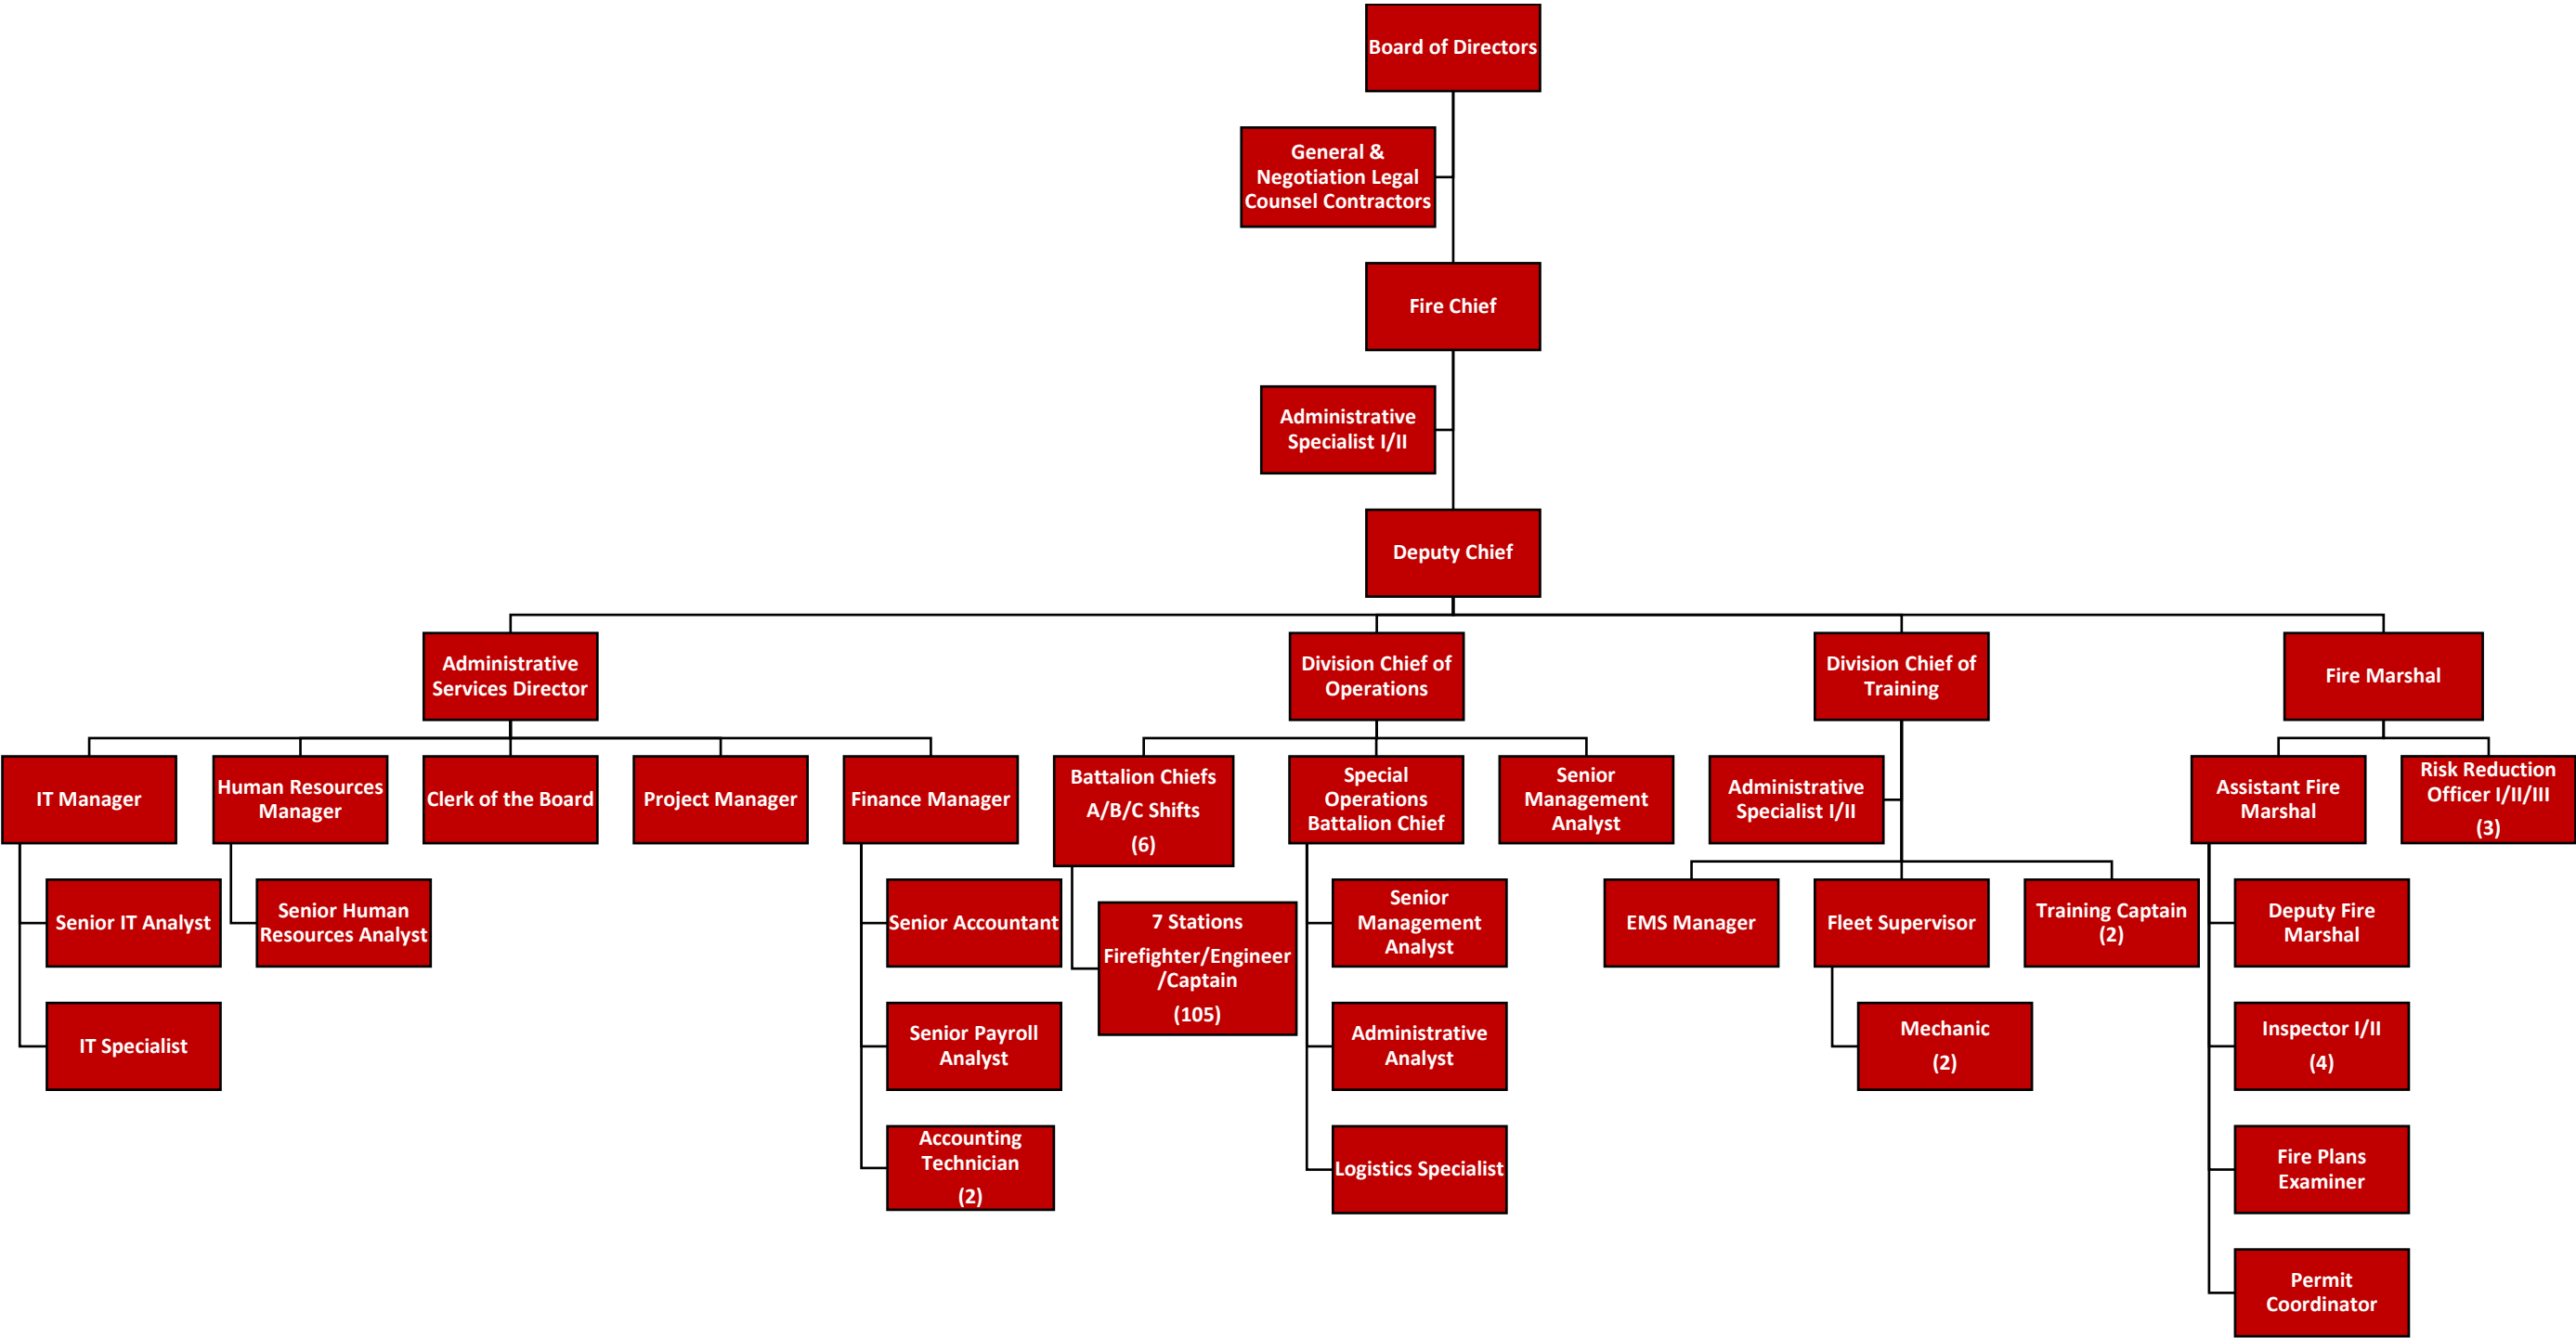 Board of Directors
General &
Negotiation Legal
Counsel Contractors
Fire Chief
Administrative
Specialist I/II
Deputy Chief
Administrative
Services Director
Division Chief of
Operations
Division Chief of
Training
Fire Marshal
IT Manager
Human Resources
Manager
Clerk of the Board
Project Manager
Finance Manager
Battalion Chiefs
A/B/C Shifts
(6)
Special
Operations
Battalion Chief
Senior
Management
Analyst
Administrative
Specialist I/II
Assistant Fire
Marshal
Risk Reduction
Officer I/II/III
(3)
Senior IT Analyst
Senior Human
Resources Analyst
Senior Accountant
7 Stations
Firefighter/Engineer
/Captain
(105)
Senior
Management
Analyst
EMS Manager
Fleet Supervisor
Training Captain
(2)
Deputy Fire
Marshal
IT Specialist
Senior Payroll
Analyst
Administrative
Analyst
Mechanic
(2)
Inspector I/II
(4)
Accounting
Technician
(2)
Logistics Specialist
Fire Plans
Examiner
Permit
Coordinator